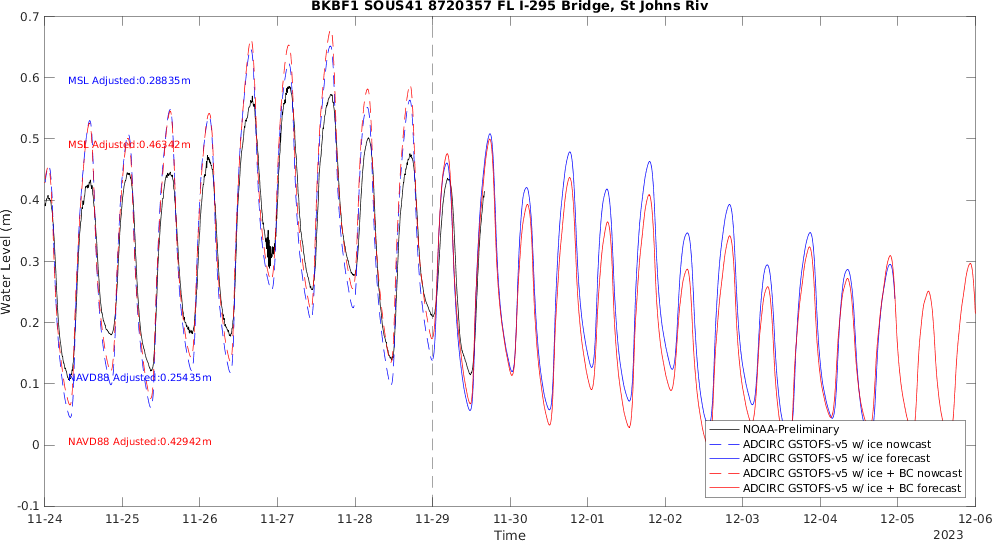 BKBF1 SOUS41 8720357 FL I-295 Bridge, St Johns Riv
0.7
0.6
0.5
0.4
0.3
0.2
0.1
0
-0.1
Water Level (m)
MSL Adjusted:0.28835m
MSL Adjusted:0.46342m
NAVD88 Adjusted:0.25435m
NAVD88 Adjusted:0.42942m
NOAA-Preliminary
ADCIRC GSTOFS-v5 w/ ice nowcast
ADCIRC GSTOFS-v5 w/ ice forecast
ADCIRC GSTOFS-v5 w/ ice + BC nowcast
ADCIRC GSTOFS-v5 w/ ice + BC forecast
11-24 11-25 11-26 11-27 11-28 11-29 11-30 12-01 12-02 12-03 12-04 12-05 12-06
Time
2023